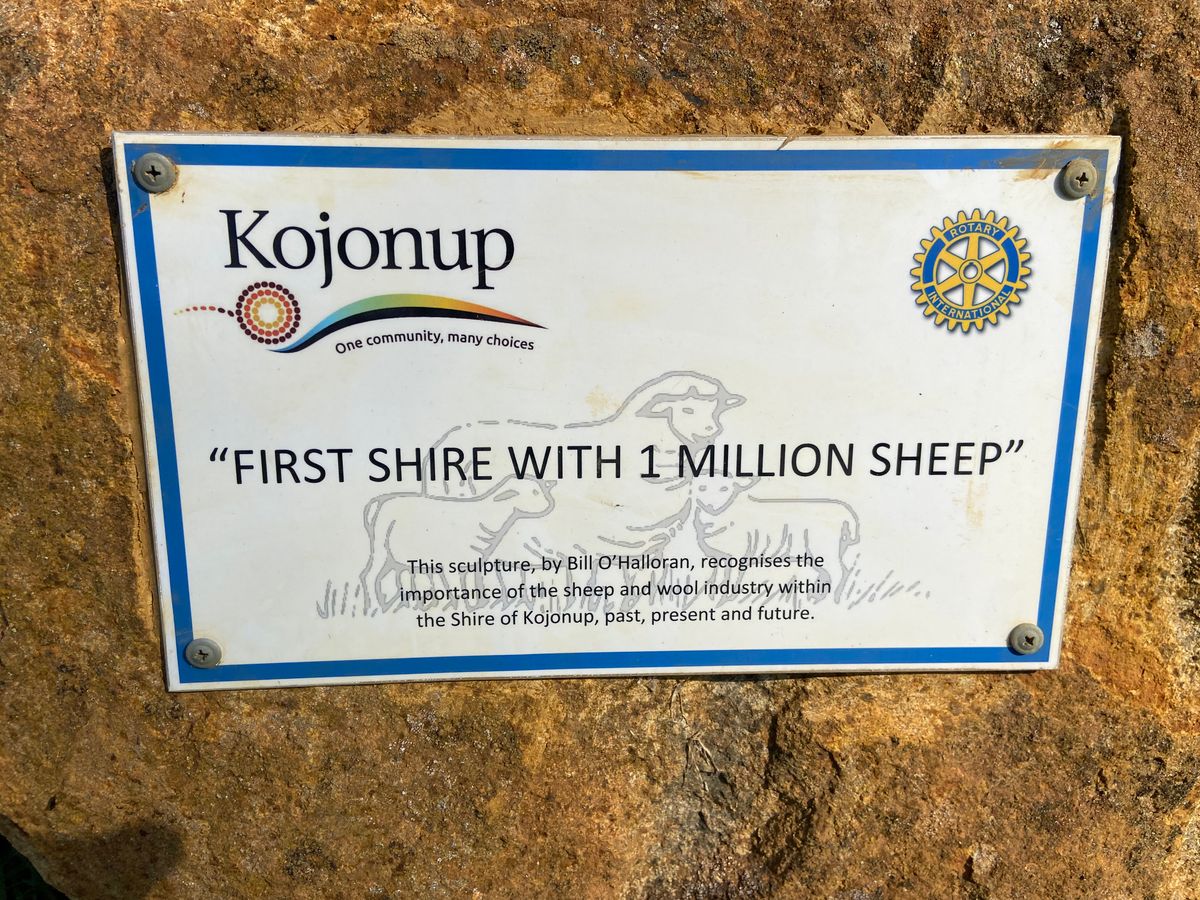 Kojonup
One community, many choices
ROTARY
INTERNATIONAL
“FIRST SHIRE WITH 1 MILLION SHEEP”
This sculpture, by Bill O’Halloran, recognises the
importance of the sheep and wool industry within
the Shire of Kojonup, past, present and future.